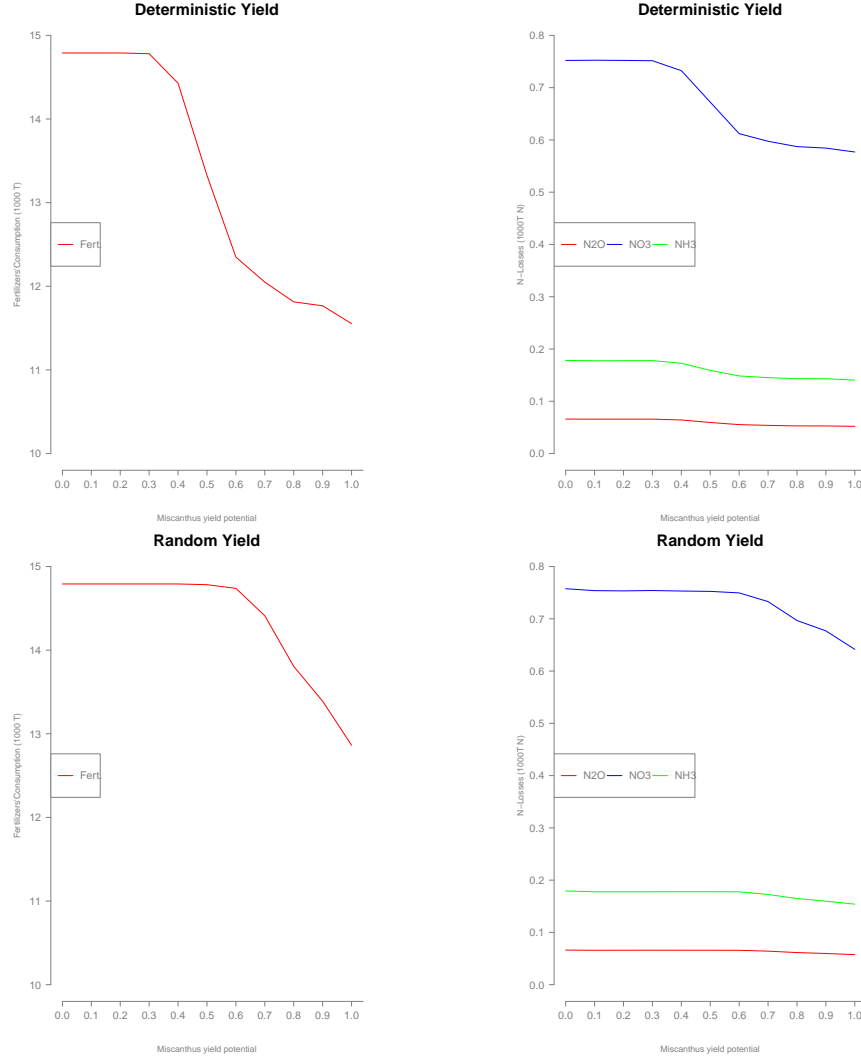 Deterministic Yield
Fertilizers'Consumption (1000 T)
15
14
13
12
11
10
Fert.
0.0 0.1 0.2 0.3 0.4 0.5 0.6 0.7 0.8 0.9 1.0
Miscanthus yield potential
Deterministic Yield
N−Losses (1000T N)
0.8
0.7
0.6
0.5
0.4
0.3
0.2
0.1
0.0
N2O NO3 NH3
0.0 0.1 0.2 0.3 0.4 0.5 0.6 0.7 0.8 0.9 1.0
Miscanthus yield potential
Random Yield
Fertilizers'Consumption (1000 T)
15
14
13
12
11
10
Fert.
0.0 0.1 0.2 0.3 0.4 0.5 0.6 0.7 0.8 0.9 1.0
Miscanthus yield potential
Random Yield
N−Losses (1000T N)
0.8
0.7
0.6
0.5
0.4
0.3
0.2
0.1
0.0
N2O NO3 NH3
0.0 0.1 0.2 0.3 0.4 0.5 0.6 0.7 0.8 0.9 1.0
Miscanthus yield potential